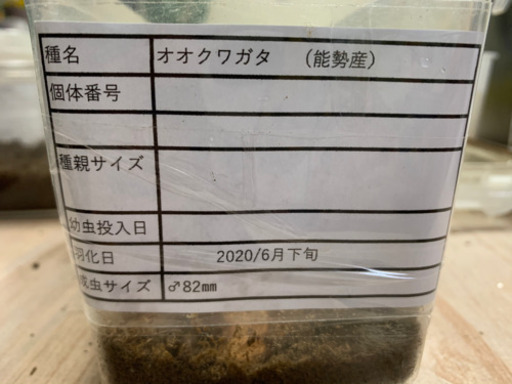 種名 オオクワガタ （能勢産）
個体番号
種親サイズ
幼虫投入日
羽化日 2020/6月下旬
成虫サイズ ♂82㎜